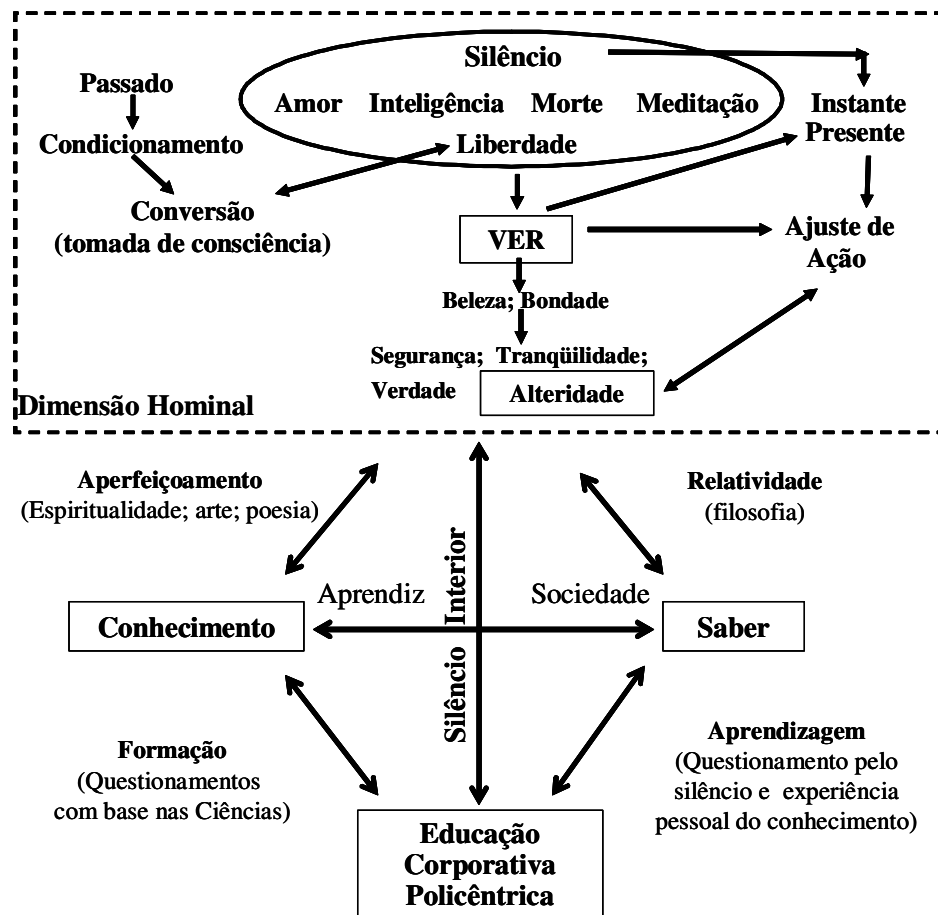 Silêncio
Passado
Amor Inteligência Morte Meditação
Instante
Presente
Condicionamento
Liberdade
Conversão
(tomada de consciência)
VER
Ajuste de
Ação
Beleza; Bondade
Segurança; Tranqüilidade;
Verdade Alteridade
Dimensão Hominal
Aperfeiçoamento
(Espiritualidade; arte; poesia)
Relatividade
(filosofia)
Aprendiz Sociedade
Silêncio Interior
Conhecimento
Saber
Formação
(Questionamentos
com base nas Ciências)
Aprendizagem
(Questionamento pelo
silêncio e experiência
pessoal do conhecimento)
Educação
Corporativa
Policêntrica